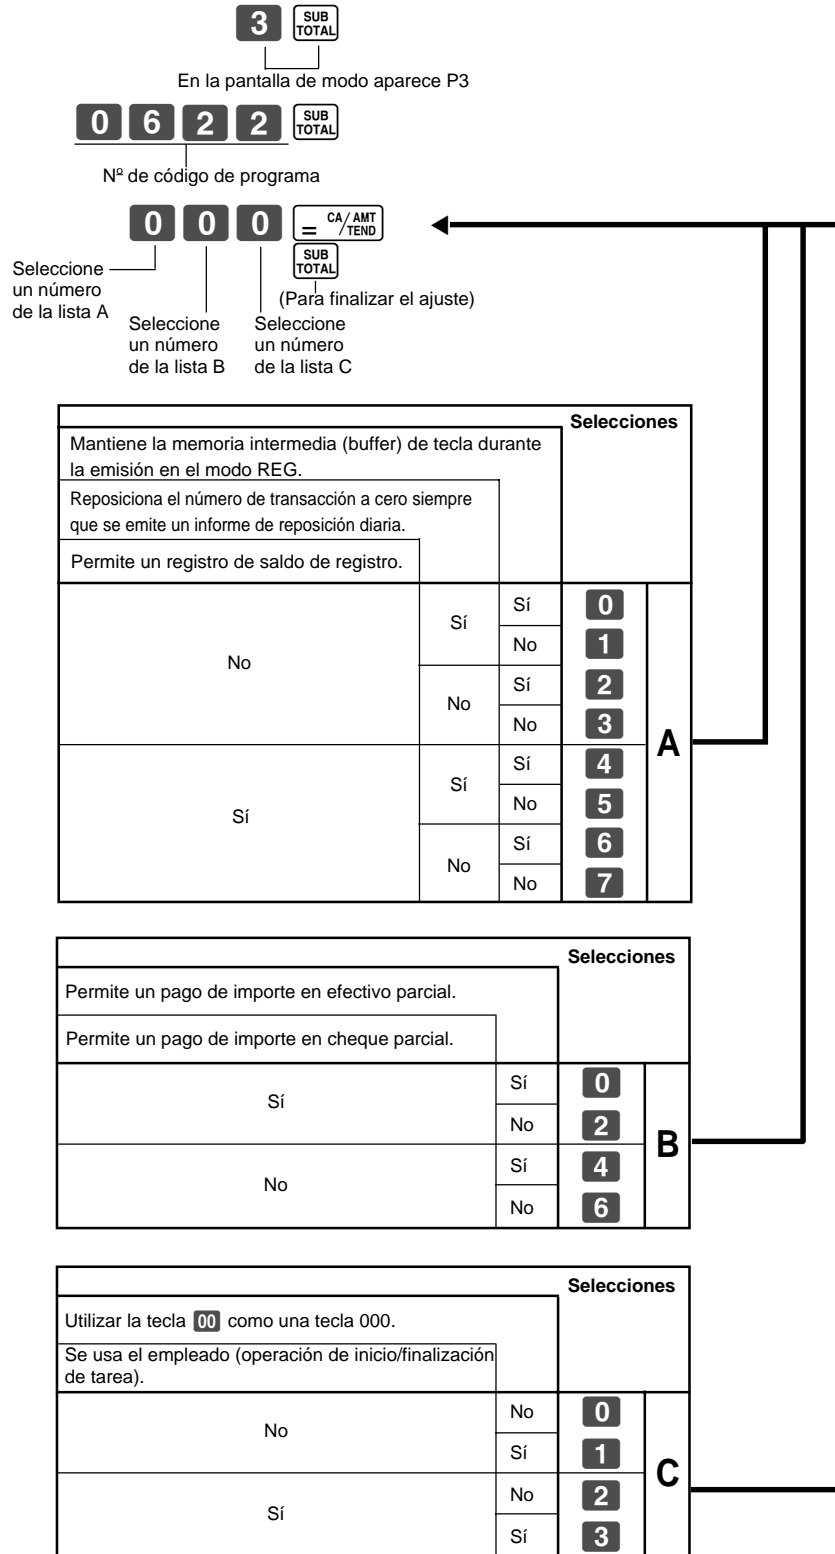 3 SUB TOTAL
En la pantalla de modo aparece P3
0 6 2 2 SUB TOTAL
Nº de código de programa
0 0 0 = CA/AMT TEND
SUB TOTAL
(Para finalizar el ajuste)
Seleccione
un número
de la lista A
Seleccione
un número
de la lista B
Seleccione
un número
de la lista C
Selecciones
Mantiene la memoria intermedia (buffer) de tecla durante
la emisión en el modo REG.
Reposiciona el número de transacción a cero siempre
que se emite un informe de reposición diaria.
Permite un registro de saldo de registro.
No Sí Sí 0
No 1
No Sí 2
No 3
A
Sí Sí Sí 4
No 5
No Sí 6
No 7
Selecciones
Permite un pago de importe en efectivo parcial.
Permite un pago de importe en cheque parcial.
Sí Sí 0
No 2
B
No Sí 4
No 6
Selecciones
Utilizar la tecla 00 como una tecla 000.
Se usa el empleado (operación de inicio/finalización
de tarea).
No No 0
Sí 1
C
Sí No 2
Sí 3